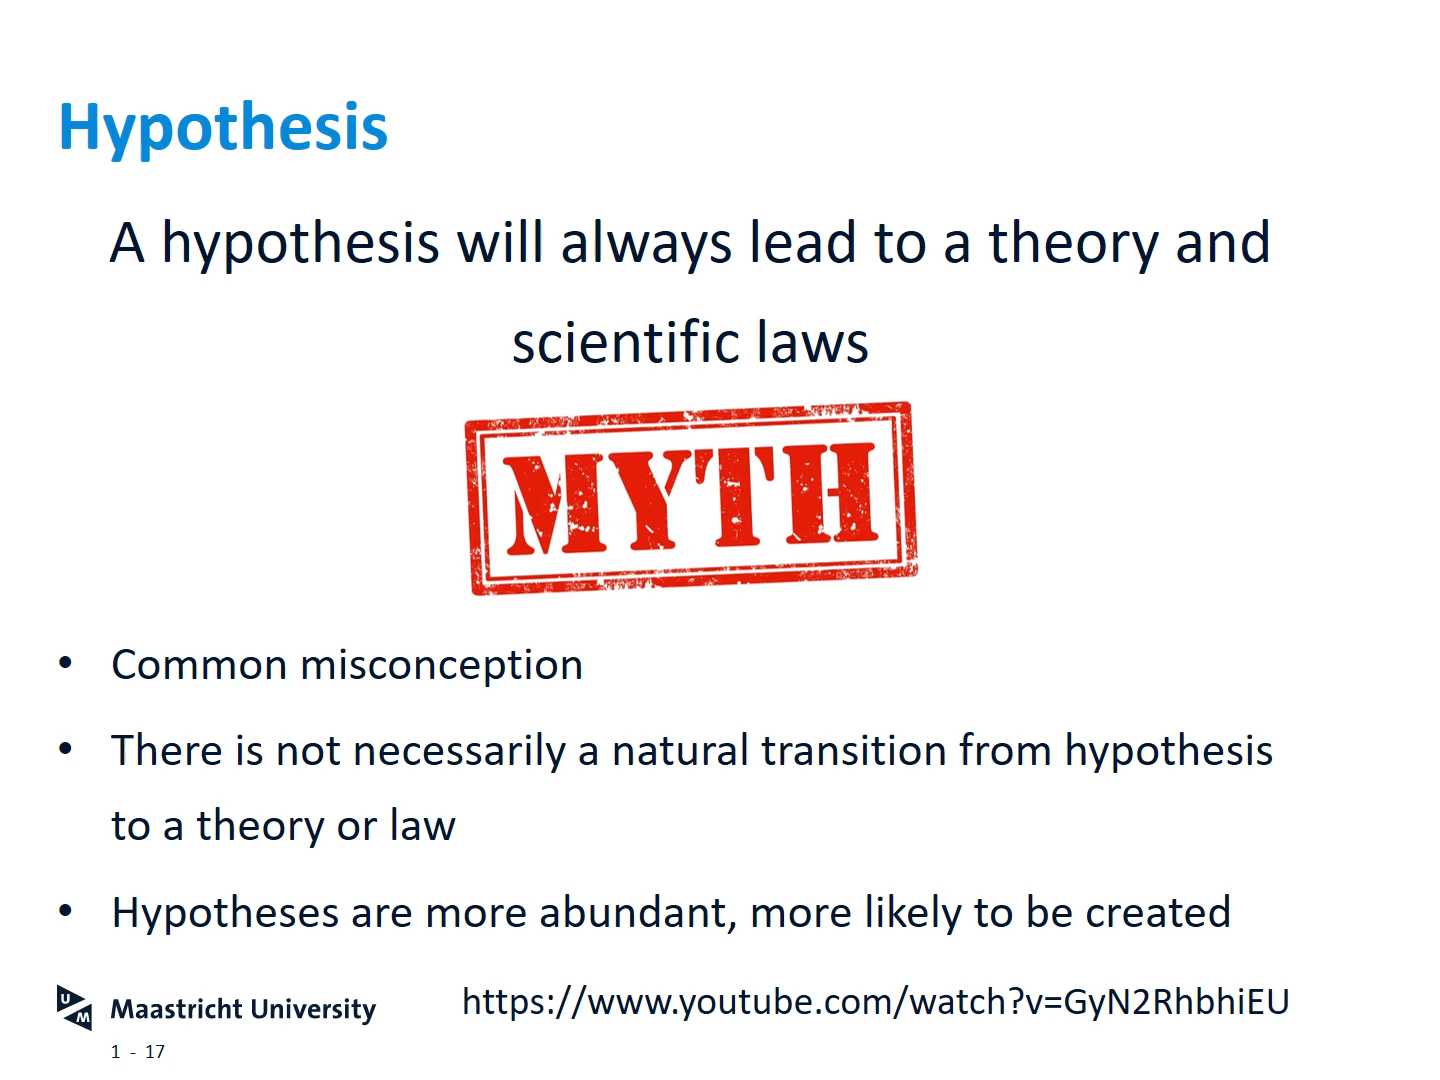 Hypothesis
A hypothesis will always lead to a theory and
scientific laws
MYTH
• Common misconception
• There is not necessarily a natural transition from hypothesis
to a theory or law
• Hypotheses are more abundant, more likely to be created
U
M
Maastricht University
https://www.youtube.com/watch?v=GyN2RhbhiEU
1 - 17